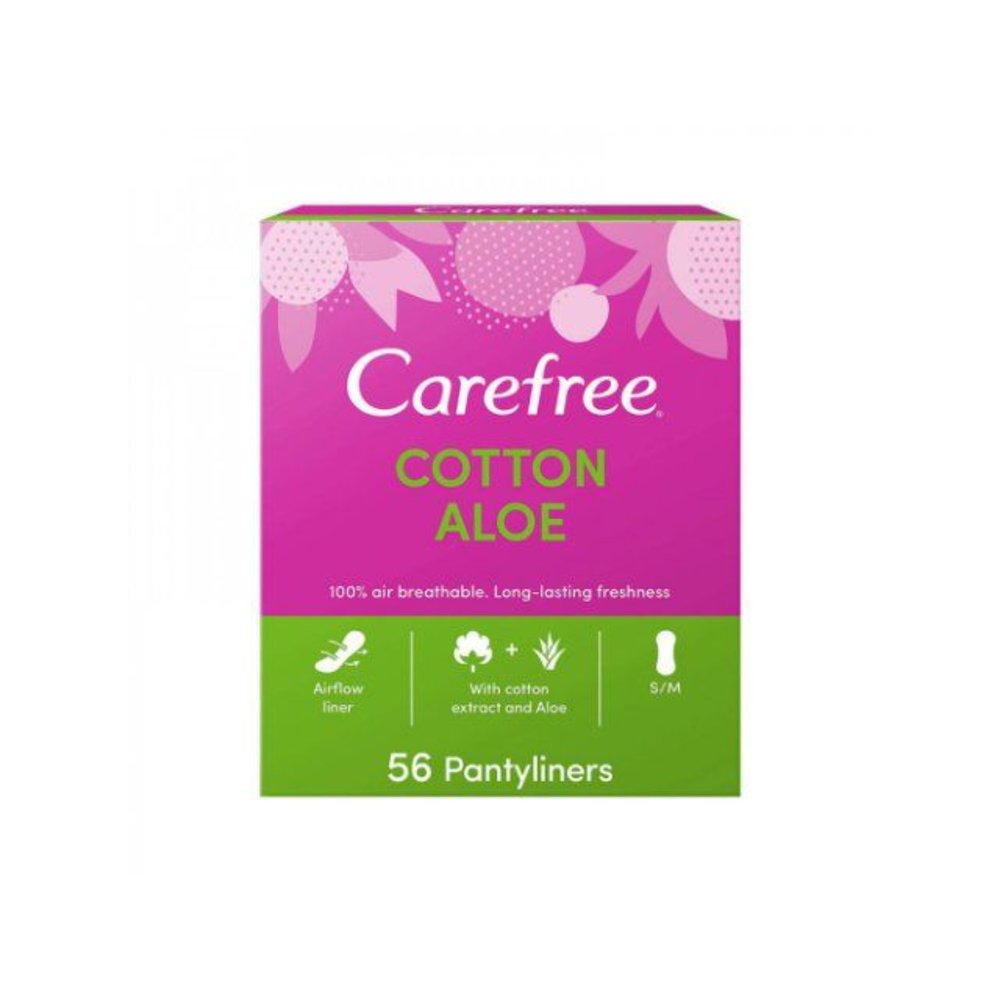 Carefree
Carefree®
COTTON
ALOE
100% air breathable. Long-lasting freshness
Airflow
liner
+
With cotton
extract and Aloe
S/M
56 Pantyliners